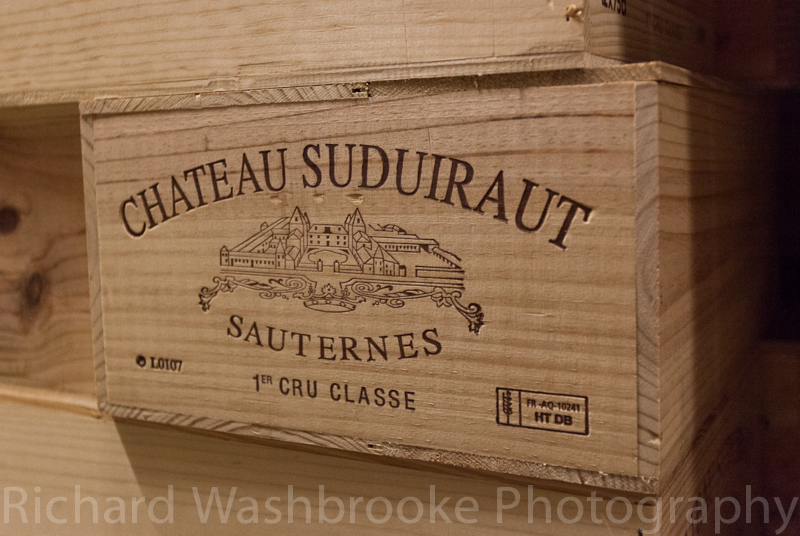 CHATEAU SUDUIRAUT
SAUTERNES
L0107
1ER CRU CLASSE
FR-AQ-10241
HT DB
Richard Washbrooke Photography